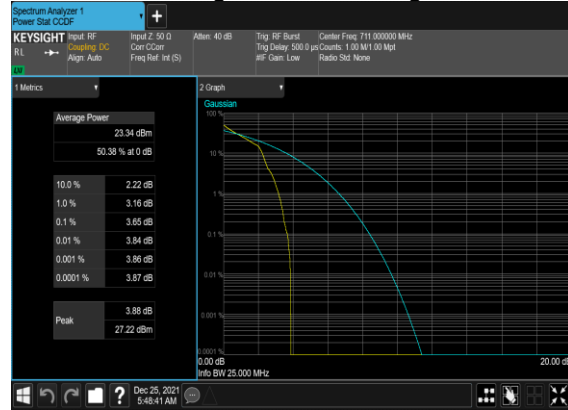 Spectrum Analyzer 1
Power Stat CCDF
+
KEYSIGHT
RL
LM
Input: RF
Coupling: DC
Align: Auto
Input Z: 50 Ω
Corr CCorr
Freq Ref: Int (S)
Atten: 40 dB
Trig: RF Burst
Trig Delay: 500.0 µs
#IF Gain: Low
Center Freq: 711.000000 MHz
Counts: 1.00 M/1.00 Mpt
Radio Std: None
1 Metrics
Average Power
23.34 dBm
50.38 % at 0 dB
10.0 % 2.22 dB
1.0 % 3.16 dB
0.1 % 3.65 dB
0.01 % 3.84 dB
0.001 % 3.86 dB
0.0001 % 3.87 dB
Peak 3.88 dB
27.22 dBm
2 Graph
Gaussian
100 %
10 %
1 %
0.1 %
0.01 %
0.001 %
0.0001 %
0.00 dB 20.00 dB
Info BW 25.000 MHz
?
Dec 25, 2021
5:48:41 AM